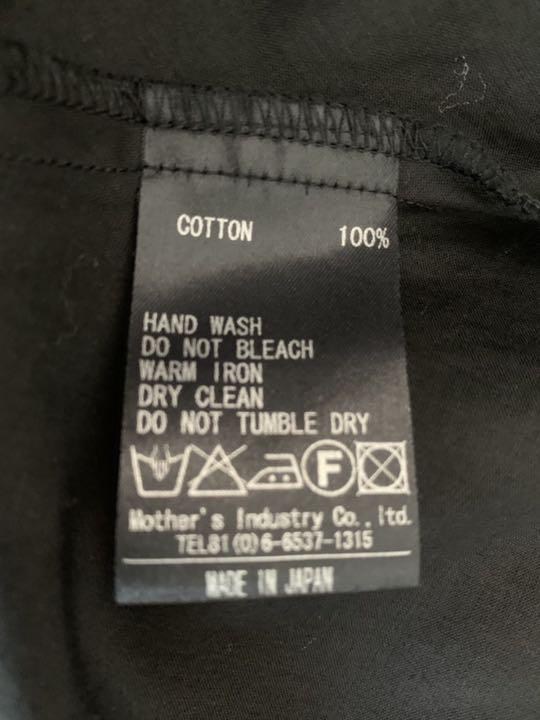 COTTON 100%
HAND WASH
DO NOT BLEACH
WARM IRON
DRY CLEAN
DO NOT TUMBLE DRY
F
Mother's Industry Co., ltd.
TEL81(0)6-6537-1315
MADE IN JAPAN